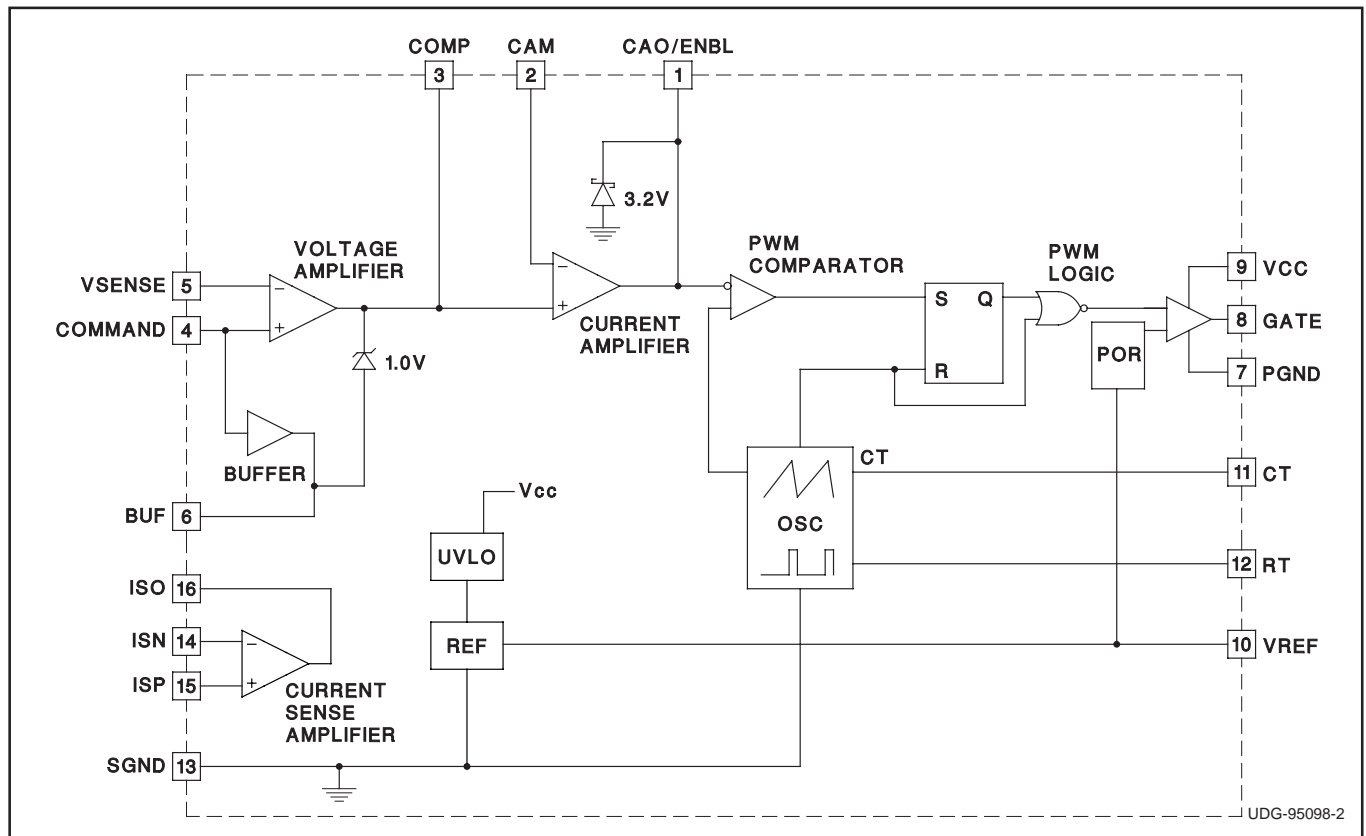 COMP
CAM
CAO/ENBL
3
2
1
3.2V
VOLTAGE
AMPLIFIER
PWM
COMPARATOR
PWM
LOGIC
VSENSE 5
−
COMMAND 4
+
−
+
CURRENT
AMPLIFIER
S Q
R
9 VCC
8 GATE
7 PGND
POR
1.0V
BUFFER
BUF 6
CT
11 CT
OSC
12 RT
Vcc
UVLO
REF
10 VREF
ISO 16
ISN 14
−
ISP 15
+
CURRENT
SENSE
AMPLIFIER
SGND 13
UDG-95098-2